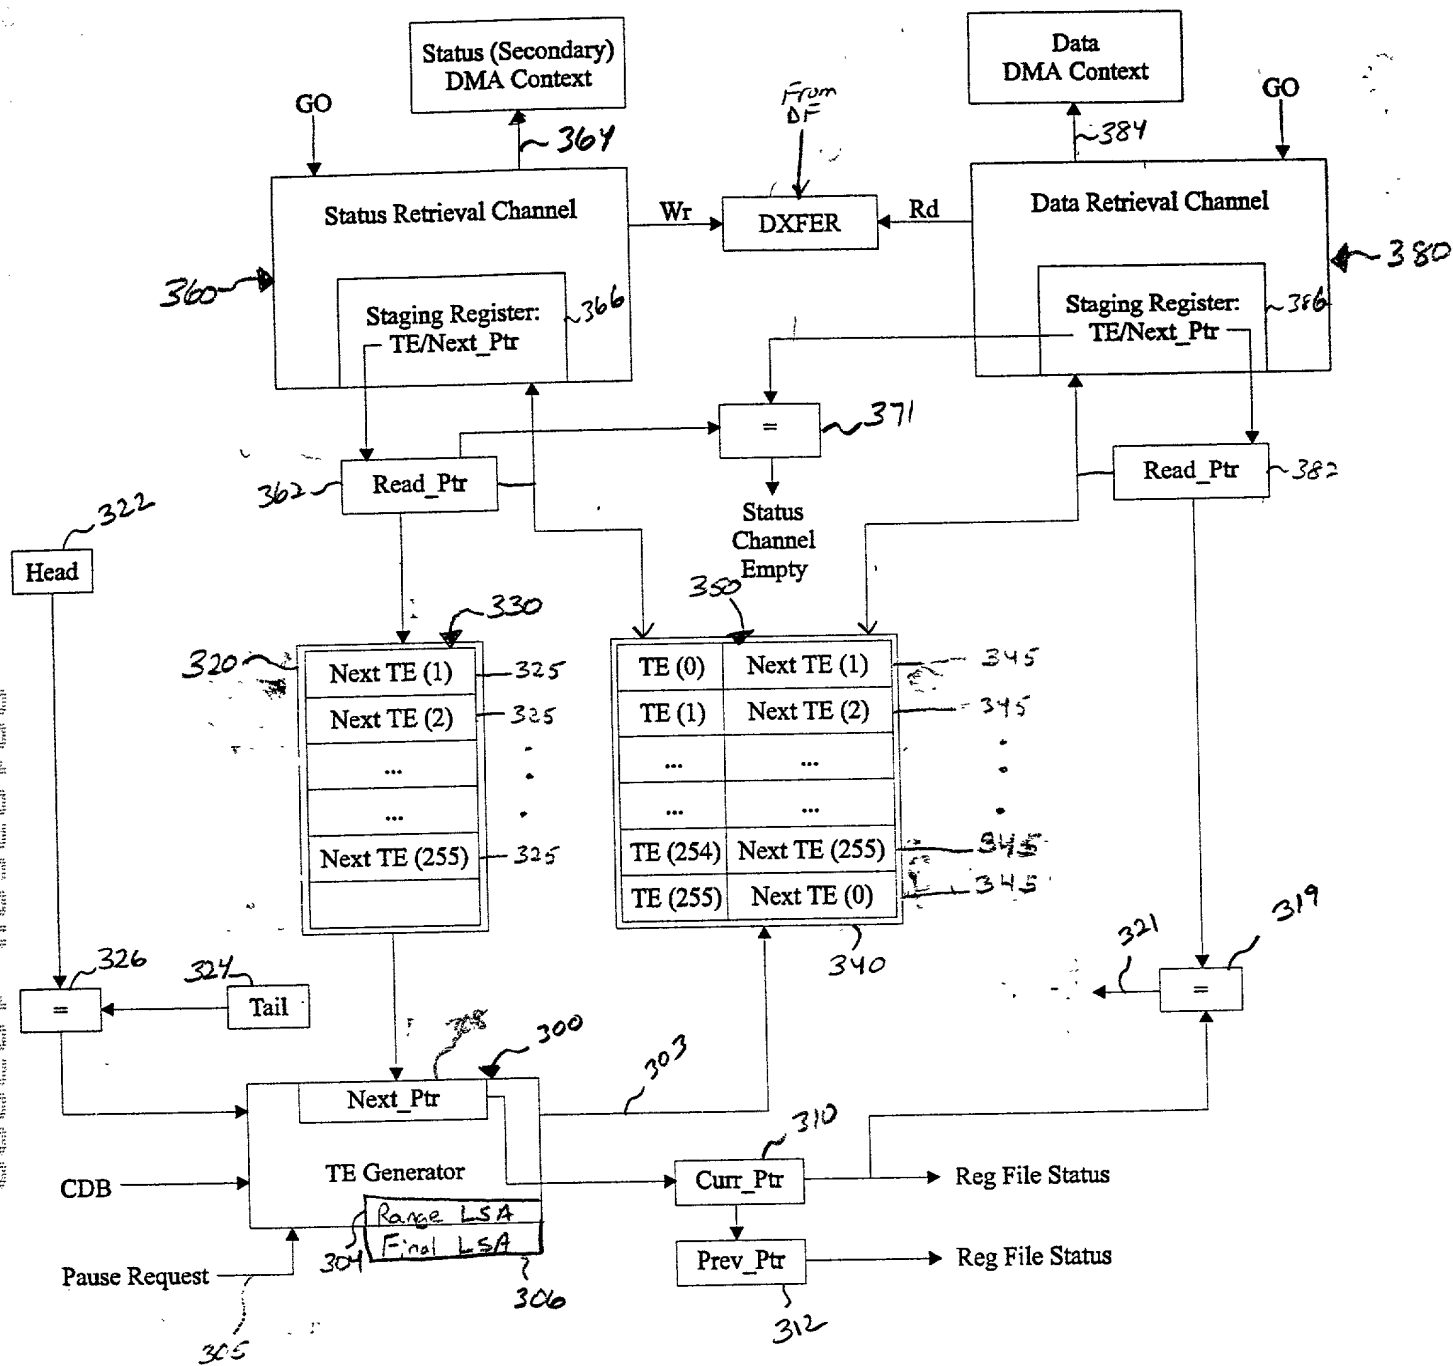 Status (Secondary)
DMA Context
Data
DMA Context
GO
From
DF
GO
364
384
Status Retrieval Channel
Wr
DXFER
Rd
Data Retrieval Channel
360
380
Staging Register:
TE/Next_Ptr
366
Staging Register:
TE/Next_Ptr
386
=
371
362
Read_Ptr
Read_Ptr
382
322
Status
Channel
Empty
Head
330
350
320
Next TE (1)
325
TE (0)
Next TE (1)
345
Next TE (2)
325
TE (1)
Next TE (2)
345
...
...
...
...
...
...
Next TE (255)
325
TE (254)
Next TE (255)
345
TE (255)
Next TE (0)
345
340
326
324
=
Tail
321
319
=
308
300
303
Next_Ptr
310
TE Generator
CDB
Curr_Ptr
Reg File Status
Range LSA
Final LSA
304
306
Prev_Ptr
Reg File Status
312
Pause Request
305